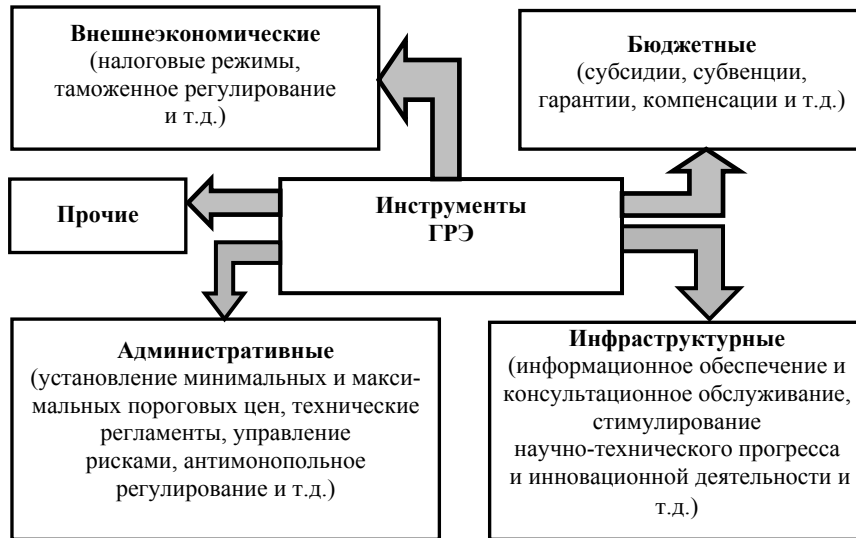 Внешнеэкономические
(налоговые режимы,
таможенное регулирование
и т.д.)
Бюджетные
(субсидии, субвенции,
гарантии, компенсации и т.д.)
Прочие
Инструменты
ГРЭ
Административные
(установление минимальных и макси-
мальных пороговых цен, технические
регламенты, управление
рисками, антимонопольное
регулирование и т.д.)
Инфраструктурные
(информационное обеспечение и
консультационное обслуживание,
стимулирование
научно-технического прогресса
и инновационной деятельности и
т.д.)